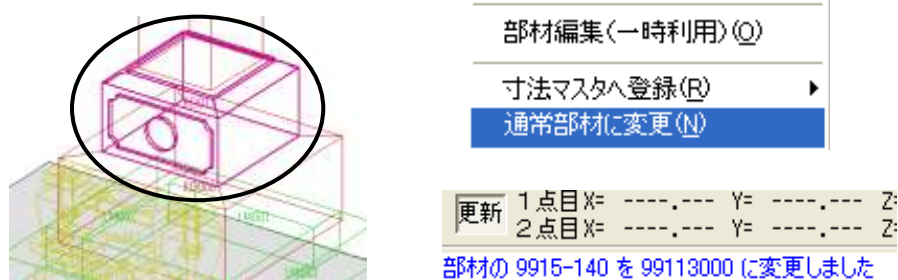 部材編集(一時利用)(O)
寸法マスタへ登録(R)
通常部材に変更(N)
更新
1点目X= ----.--- Y= ----.--- Z=
2点目X= ----.--- Y= ----.--- Z=
部材の 9915-140 を 99113000 に変更しました